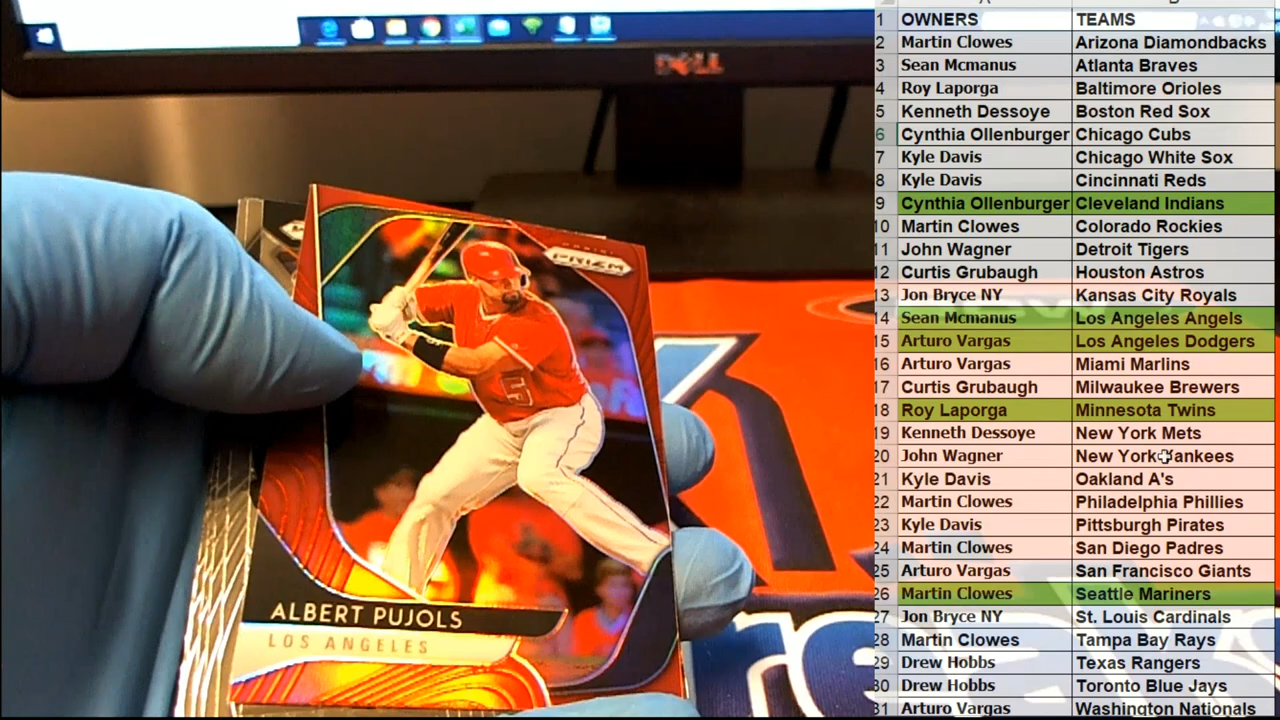 DELL
PANINI
PRIZM
5
ALBERT PUJOLS
LOS ANGELES
1 OWNERS TEAMS
2 Martin Clowes Arizona Diamondbacks
3 Sean Mcmanus Atlanta Braves
4 Roy Laporga Baltimore Orioles
5 Kenneth Dessoye Boston Red Sox
6 Cynthia Ollenburger Chicago Cubs
7 Kyle Davis Chicago White Sox
8 Kyle Davis Cincinnati Reds
9 Cynthia Ollenburger Cleveland Indians
10 Martin Clowes Colorado Rockies
11 John Wagner Detroit Tigers
12 Curtis Grubaugh Houston Astros
13 Jon Bryce NY Kansas City Royals
14 Sean Mcmanus Los Angeles Angels
15 Arturo Vargas Los Angeles Dodgers
16 Arturo Vargas Miami Marlins
17 Curtis Grubaugh Milwaukee Brewers
18 Roy Laporga Minnesota Twins
19 Kenneth Dessoye New York Mets
20 John Wagner New York Yankees
21 Kyle Davis Oakland A's
22 Martin Clowes Philadelphia Phillies
23 Kyle Davis Pittsburgh Pirates
24 Martin Clowes San Diego Padres
25 Arturo Vargas San Francisco Giants
26 Martin Clowes Seattle Mariners
27 Jon Bryce NY St. Louis Cardinals
28 Martin Clowes Tampa Bay Rays
29 Drew Hobbs Texas Rangers
30 Drew Hobbs Toronto Blue Jays
31 Arturo Vargas Washington Nationals